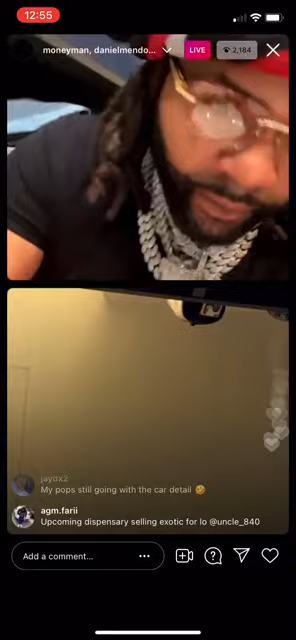 12:55
moneyman, danielmendo... LIVE 2,184
jaydx2
My pops still going with the car detail 🤣
agm.farii
Upcoming dispensary selling exotic for lo @uncle_840
Add a comment...